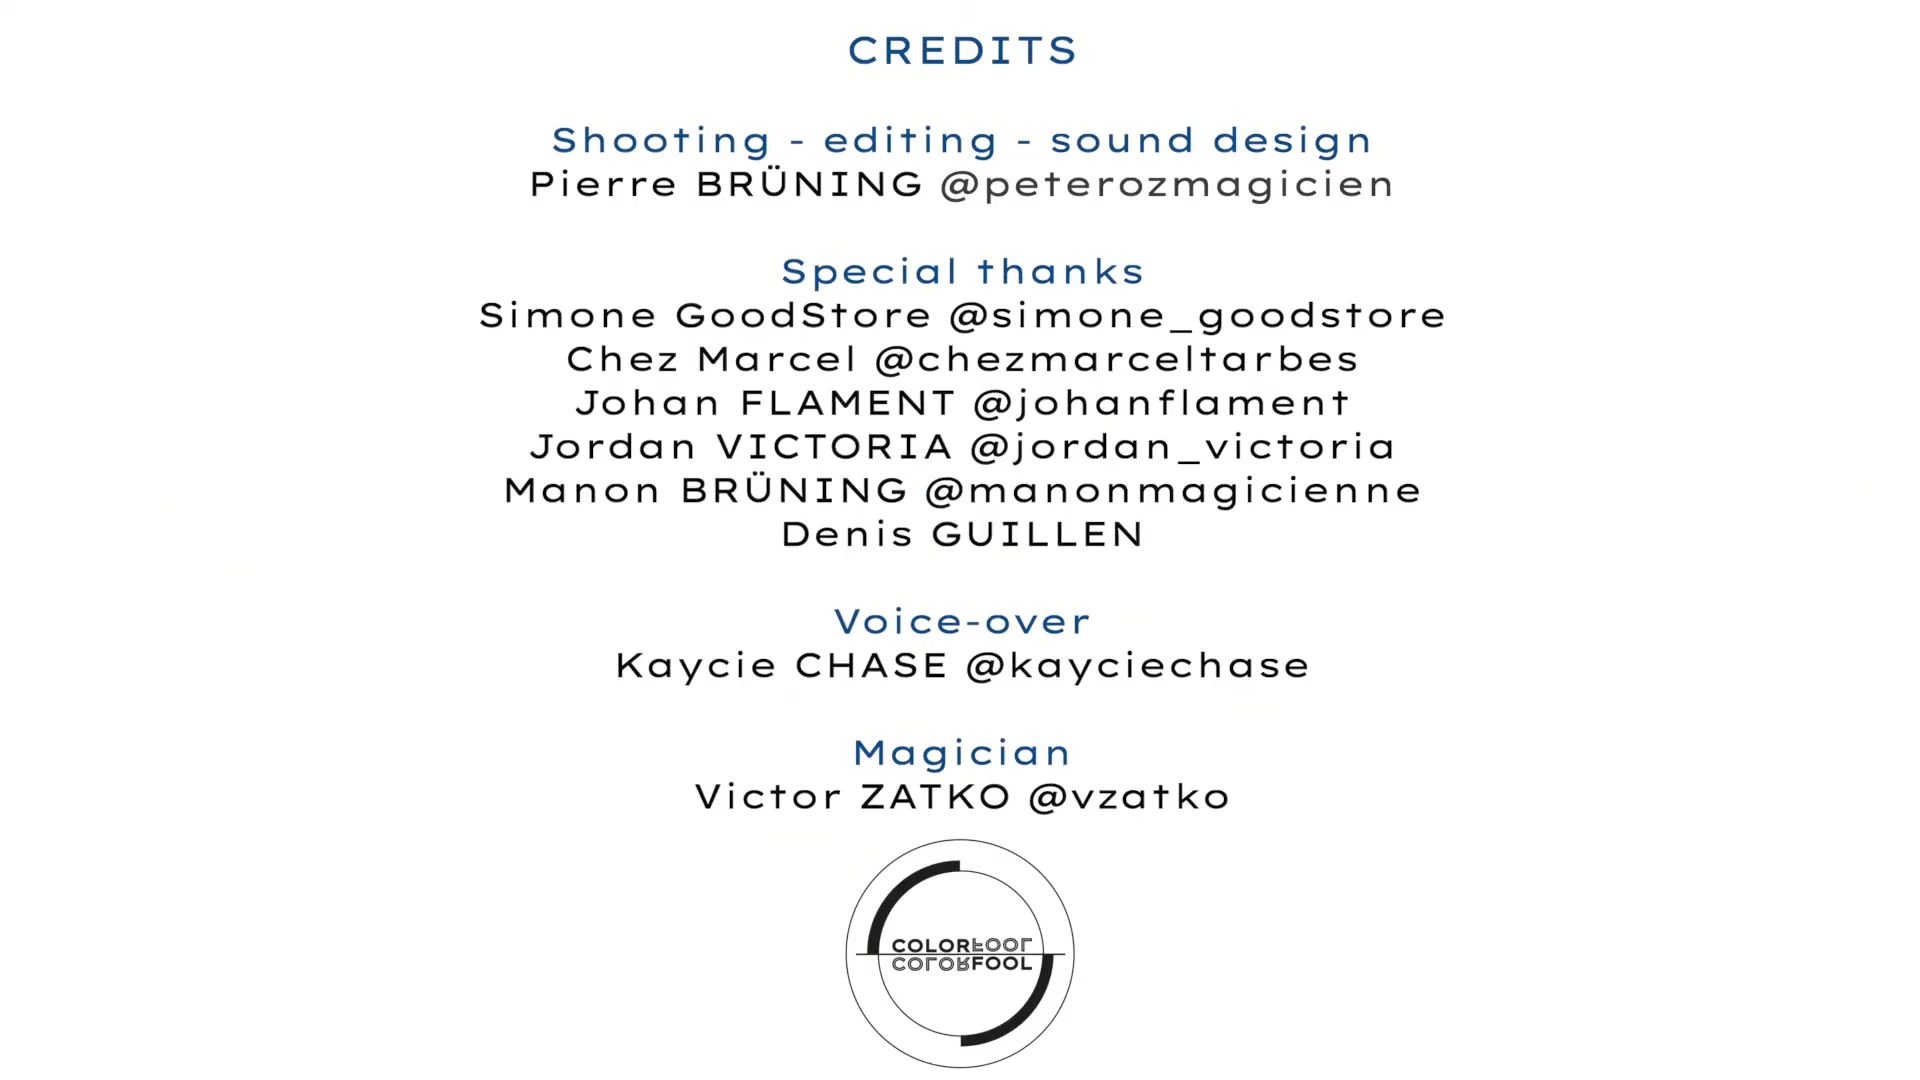 CREDITS
Shooting - editing - sound design
Pierre BRÜNING @peterozmagicien
Special thanks
Simone GoodStore @simone_goodstore
Chez Marcel @chezmarceltarbes
Johan FLAMENT @johanflament
Jordan VICTORIA @jordan_victoria
Manon BRÜNING @manonmagicienne
Denis GUILLEN
Voice-over
Kaycie CHASE @kayciechase
Magician
Victor ZATKO @vzatko
COLORFOOL
COLORFOOL